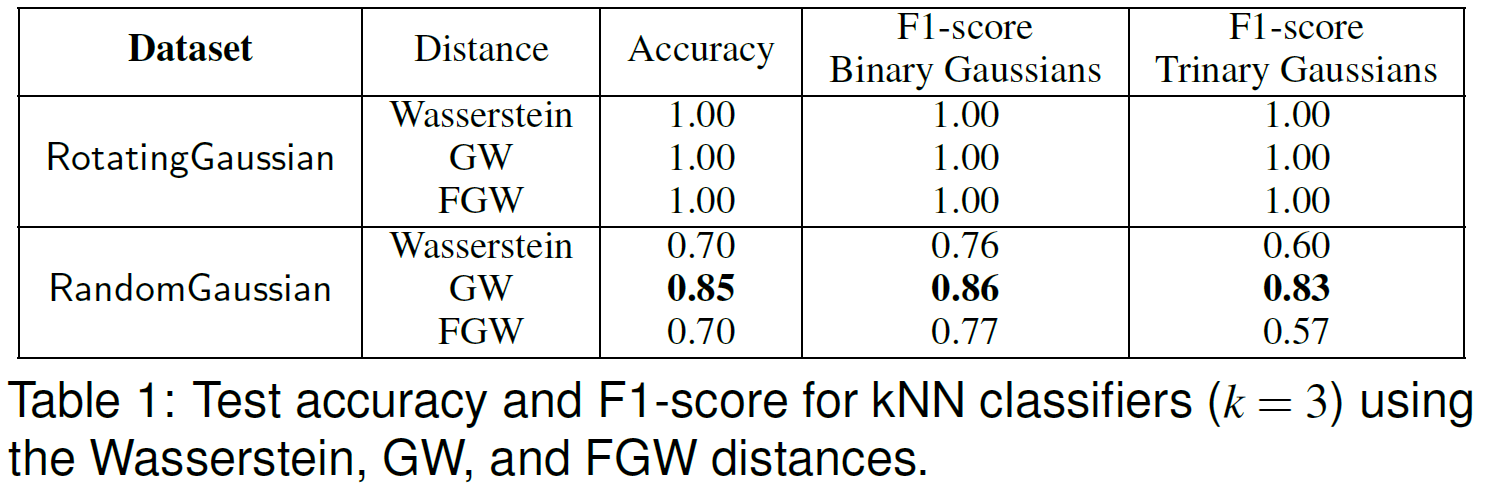 Dataset Distance Accuracy F1-score Binary Gaussians F1-score Trinary Gaussians
RotatingGaussian
Wasserstein 1.00 1.00 1.00
GW 1.00 1.00 1.00
FGW 1.00 1.00 1.00
RandomGaussian
Wasserstein 0.70 0.76 0.60
GW 0.85 0.86 0.83
FGW 0.70 0.77 0.57
Table 1: Test accuracy and F1-score for kNN classifiers (k = 3) using
the Wasserstein, GW, and FGW distances.